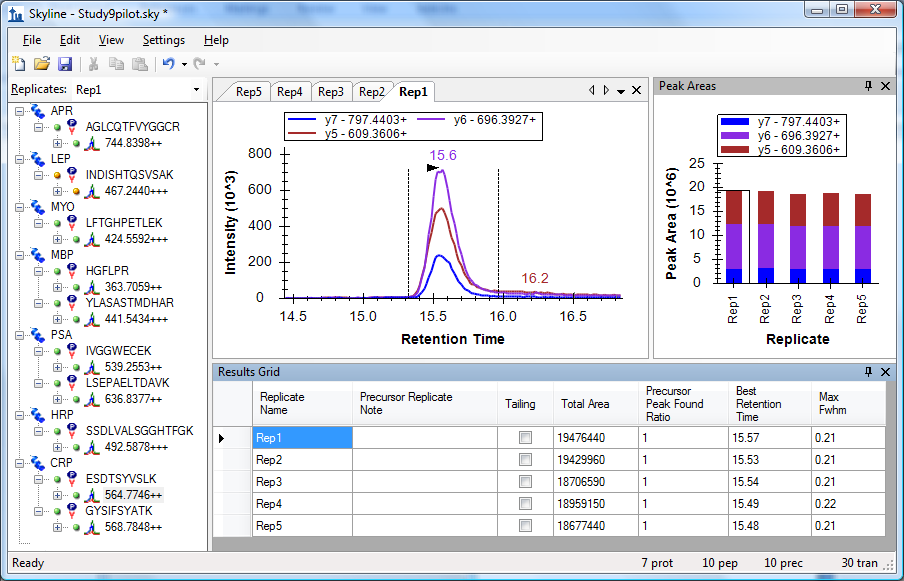 Skyline - Study9pilot.sky *
File Edit View Settings Help
Replicates: Rep1
APR
AGLCQTFVYGGCR
744.8398++
LEP
INDISHTQSVSAK
467.2440+++
MYO
LFTGHPETLEK
424.5592+++
MBP
HGFLPR
363.7059++
YLASASTMDHAR
441.5434+++
PSA
IVGGWECEK
539.2553++
LSEPAELTDAVK
636.8377++
HRP
SSDLVALSGGHTFGK
492.5878+++
CRP
ESDTSYVSLK
564.7746++
GYSIFSYATK
568.7848++
Rep5 Rep4 Rep3 Rep2 Rep1
y7 - 797.4403+ y6 - 696.3927+
y5 - 609.3606+
Intensity (10^3)
800
600
400
200
0
15.6
16.2
14.5 15.0 15.5 16.0 16.5
Retention Time
Peak Areas
y7 - 797.4403+
y6 - 696.3927+
y5 - 609.3606+
Peak Area (10^6)
25
20
15
10
5
0
Rep1 Rep2 Rep3 Rep4 Rep5
Replicate
Results Grid
Replicate Name Precursor Replicate Note Tailing Total Area Precursor Peak Found Ratio Best Retention Time Max Fwhm
Rep1 19476440 1 15.57 0.21
Rep2 19429960 1 15.53 0.21
Rep3 18706590 1 15.54 0.21
Rep4 18959150 1 15.49 0.22
Rep5 18677440 1 15.48 0.21
Ready 7 prot 10 pep 10 prec 30 tran